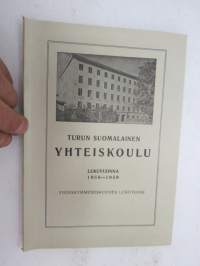 TURUN SUOMALAINEN
YHTEISKOULU
LUKUVUONNA
1958—1959